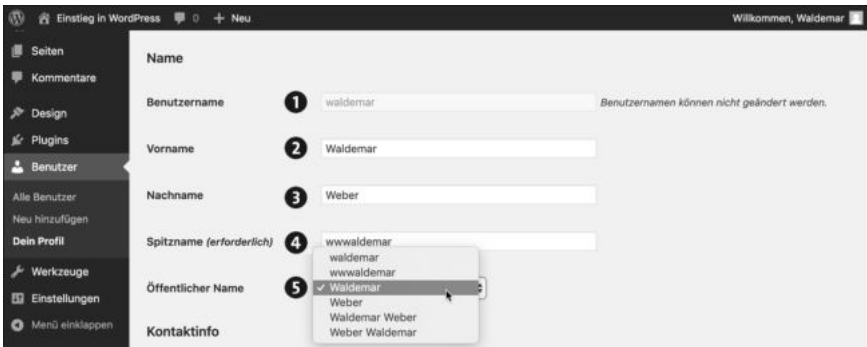 Einstieg in WordPress 0 + Neu Willkommen, Waldemar
Seiten
Kommentare
Design
Plugins
Benutzer
Alle Benutzer
Neu hinzufügen
Dein Profil
Werkzeuge
Einstellungen
Menü einklappen
Name
Benutzername 1 waldemar Benutzernamen können nicht geändert werden.
Vorname 2 Waldemar
Nachname 3 Weber
Spitzname (erforderlich) 4 wwwaldemar
Öffentlicher Name 5
waldemar
wwwaldemar
✓ Waldemar
Weber
Waldemar Weber
Weber Waldemar
Kontaktinfo